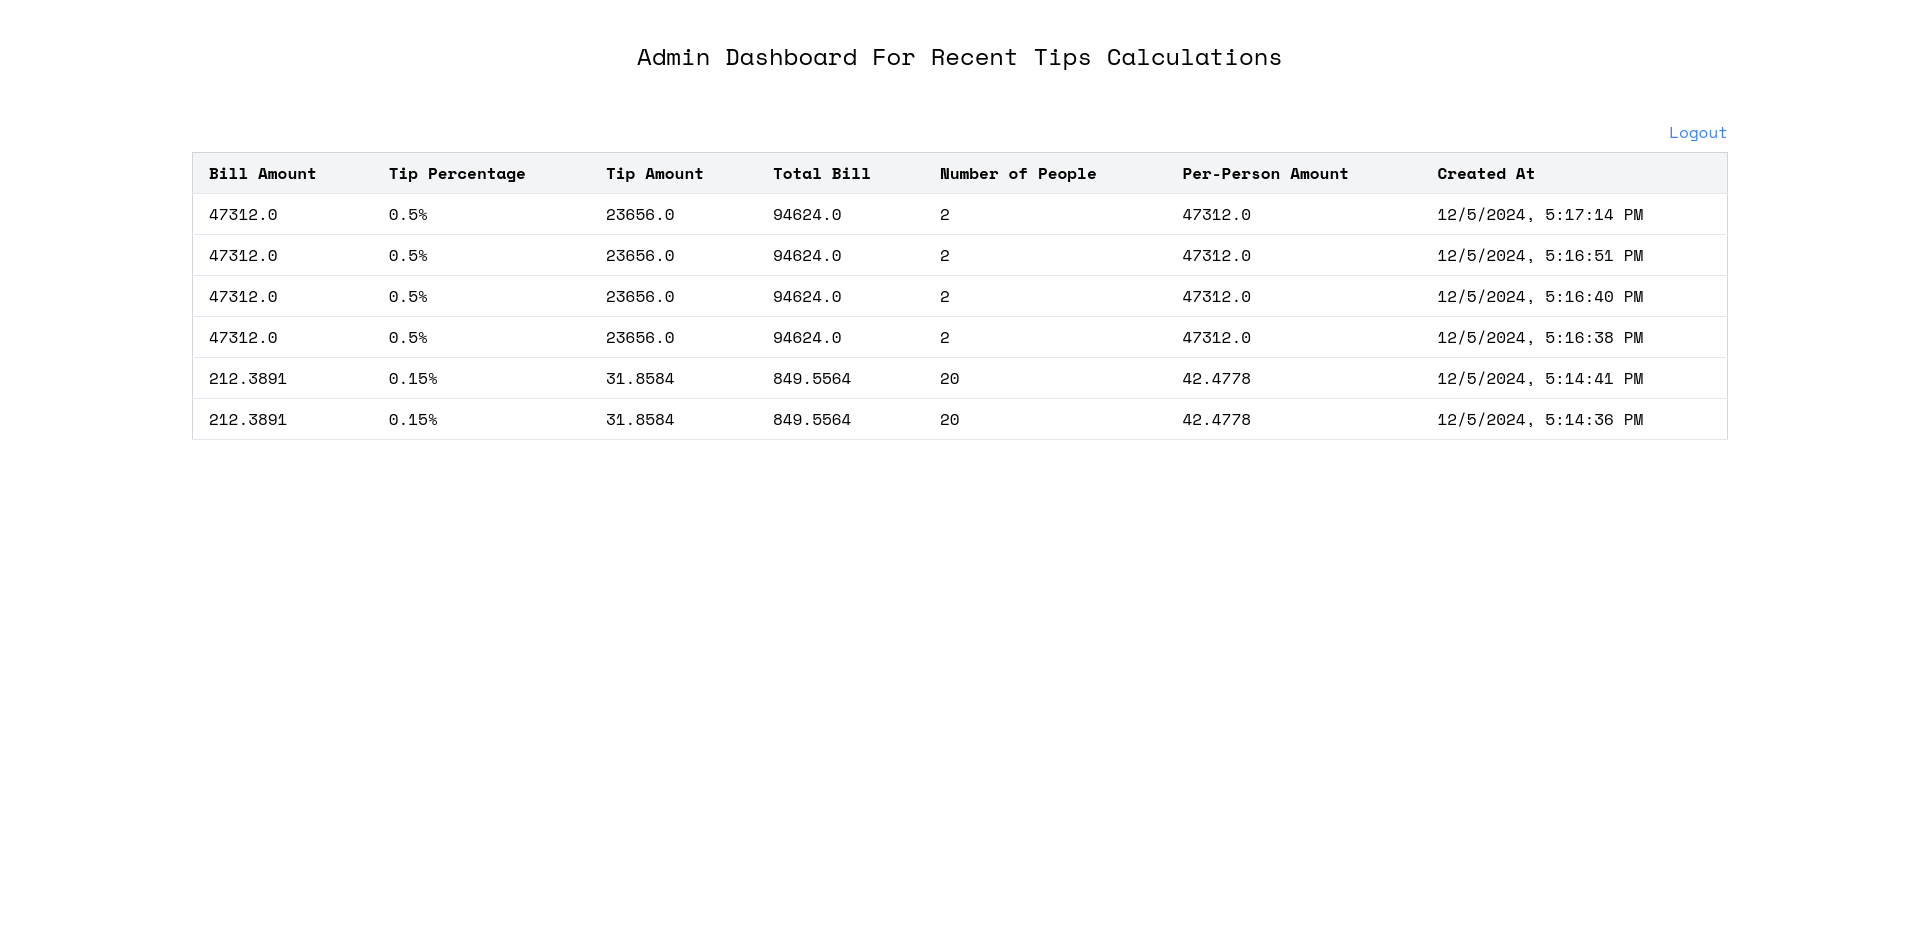 Admin Dashboard For Recent Tips Calculations
Logout
Bill Amount Tip Percentage Tip Amount Total Bill Number of People Per-Person Amount Created At
47312.0 0.5% 23656.0 94624.0 2 47312.0 12/5/2024, 5:17:14 PM
47312.0 0.5% 23656.0 94624.0 2 47312.0 12/5/2024, 5:16:51 PM
47312.0 0.5% 23656.0 94624.0 2 47312.0 12/5/2024, 5:16:40 PM
47312.0 0.5% 23656.0 94624.0 2 47312.0 12/5/2024, 5:16:38 PM
212.3891 0.15% 31.8584 849.5564 20 42.4778 12/5/2024, 5:14:41 PM
212.3891 0.15% 31.8584 849.5564 20 42.4778 12/5/2024, 5:14:36 PM